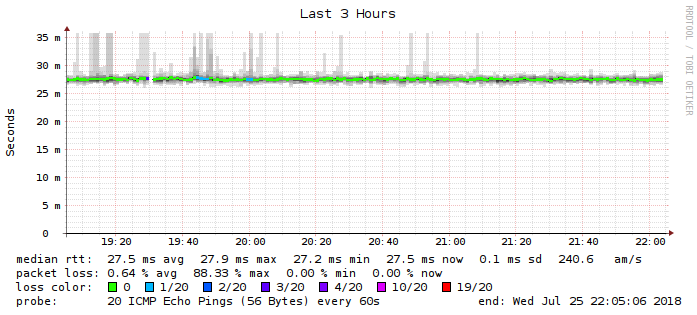 Last 3 Hours
RRDTOOL / TOBI OETIKER
Seconds
35 m
30 m
25 m
20 m
15 m
10 m
5 m
0
19:20 19:40 20:00 20:20 20:40 21:00 21:20 21:40 22:00
median rtt: 27.5 ms avg 27.9 ms max 27.2 ms min 27.5 ms now 0.1 ms sd 240.6 am/s
packet loss: 0.64 % avg 88.33 % max 0.00 % min 0.00 % now
loss color: 0 1/20 2/20 3/20 4/20 10/20 19/20
probe: 20 ICMP Echo Pings (56 Bytes) every 60s end: Wed Jul 25 22:05:06 2018